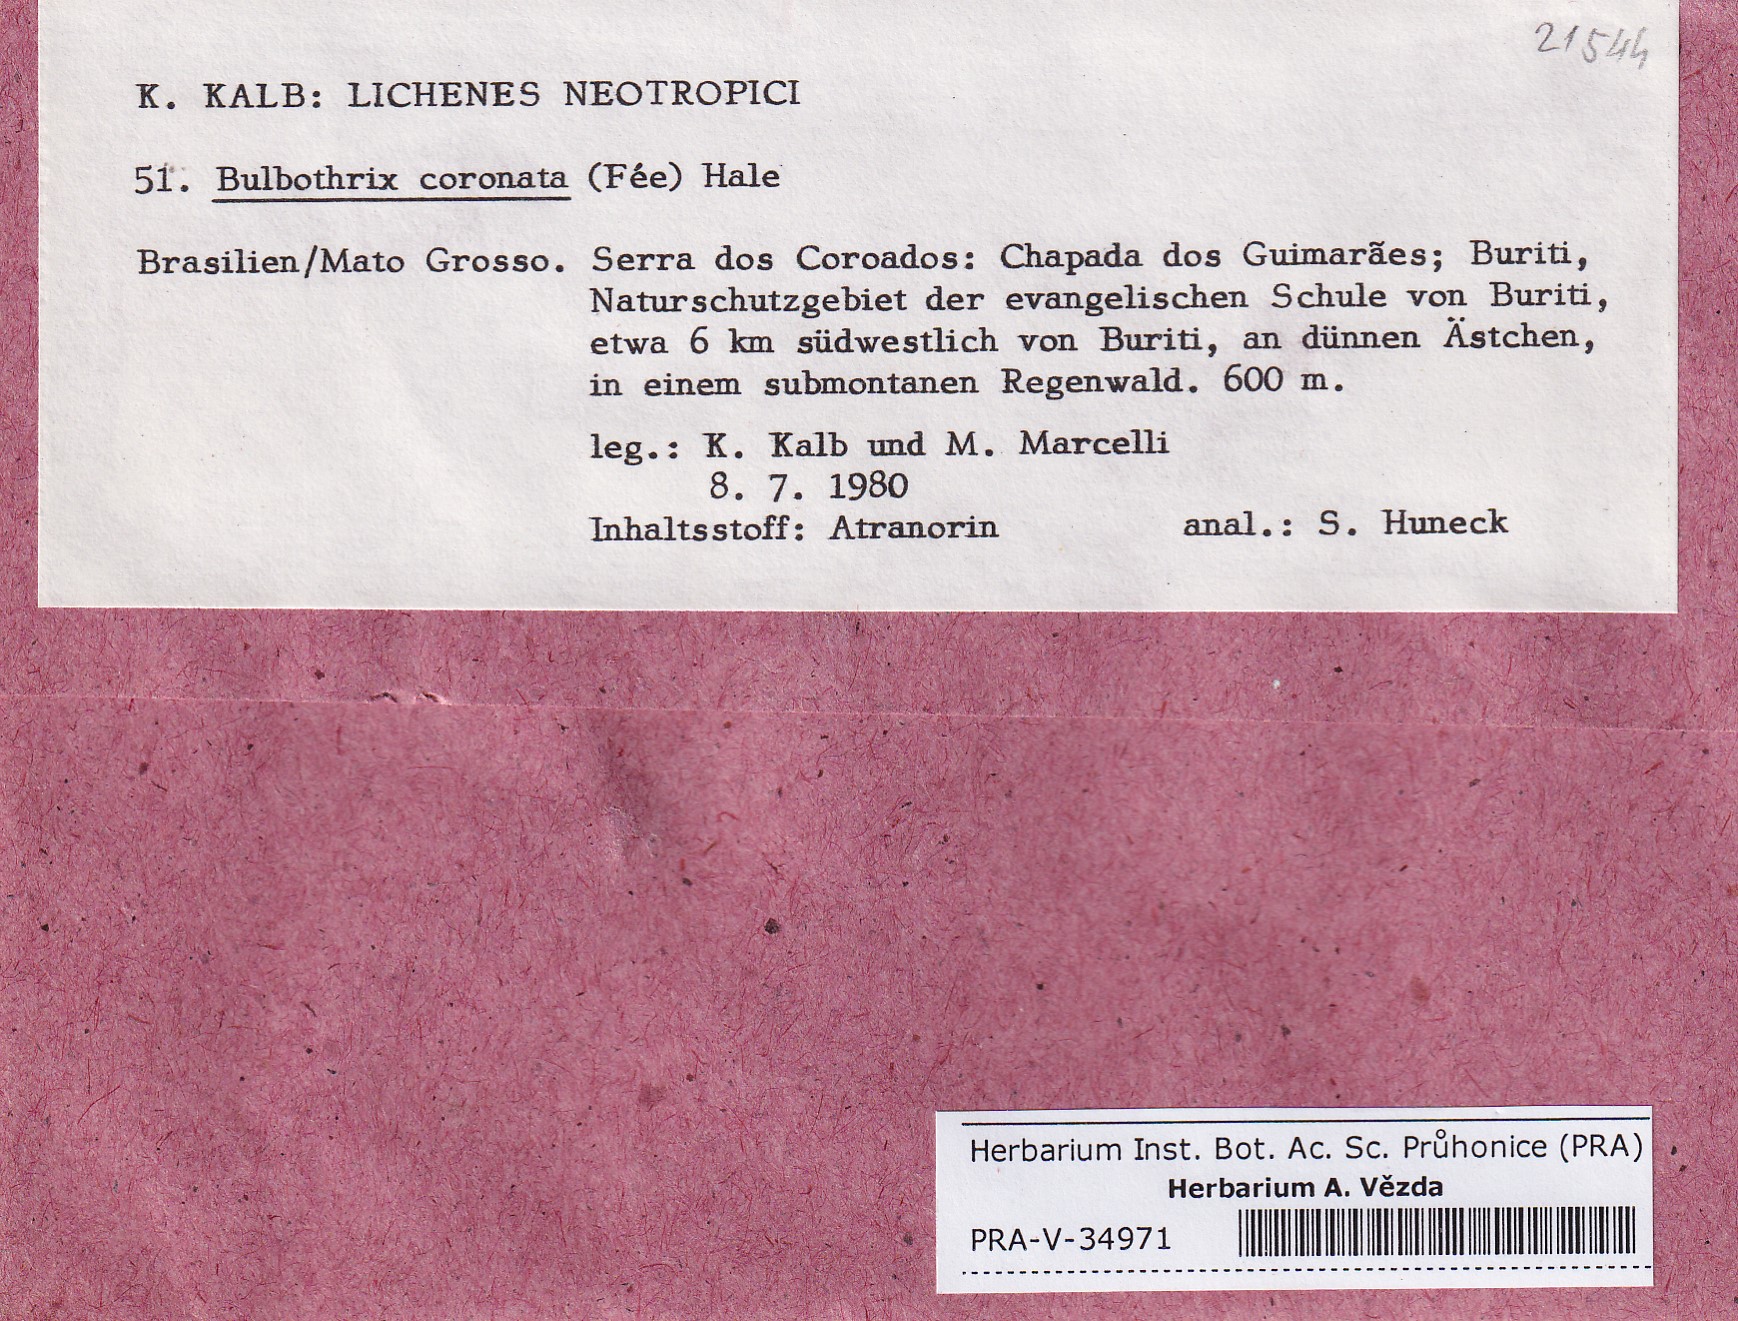 21544
K. KALB: LICHENES NEOTROPICI
51. Bulbothrix coronata (Fée) Hale
Brasilien/Mato Grosso. Serra dos Coroados: Chapada dos Guimarães; Buriti,
Naturschutzgebiet der evangelischen Schule von Buriti,
etwa 6 km südwestlich von Buriti, an dünnen Ästchen,
in einem submontanen Regenwald. 600 m.
leg.: K. Kalb und M. Marcelli
8. 7. 1980
Inhaltsstoff: Atranorin anal.: S. Huneck
Herbarium Inst. Bot. Ac. Sc. Průhonice (PRA)
Herbarium A. Vězda
PRA-V-34971